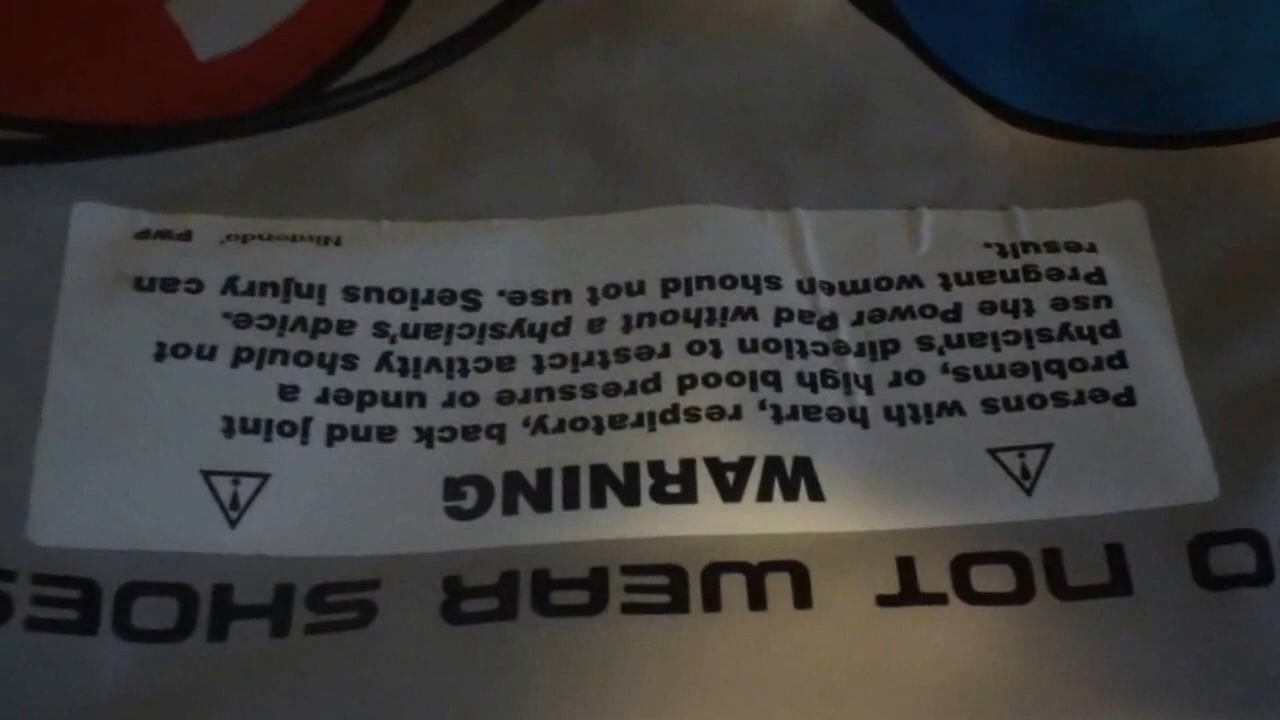 DO NOT WEAR SHOES
WARNING
Persons with heart, respiratory, back and joint
problems, or high blood pressure or under a
physician's direction to restrict activity should not
use the Power Pad without a physician's advice.
Pregnant women should not use. Serious injury can
result.
Nintendo® PWP